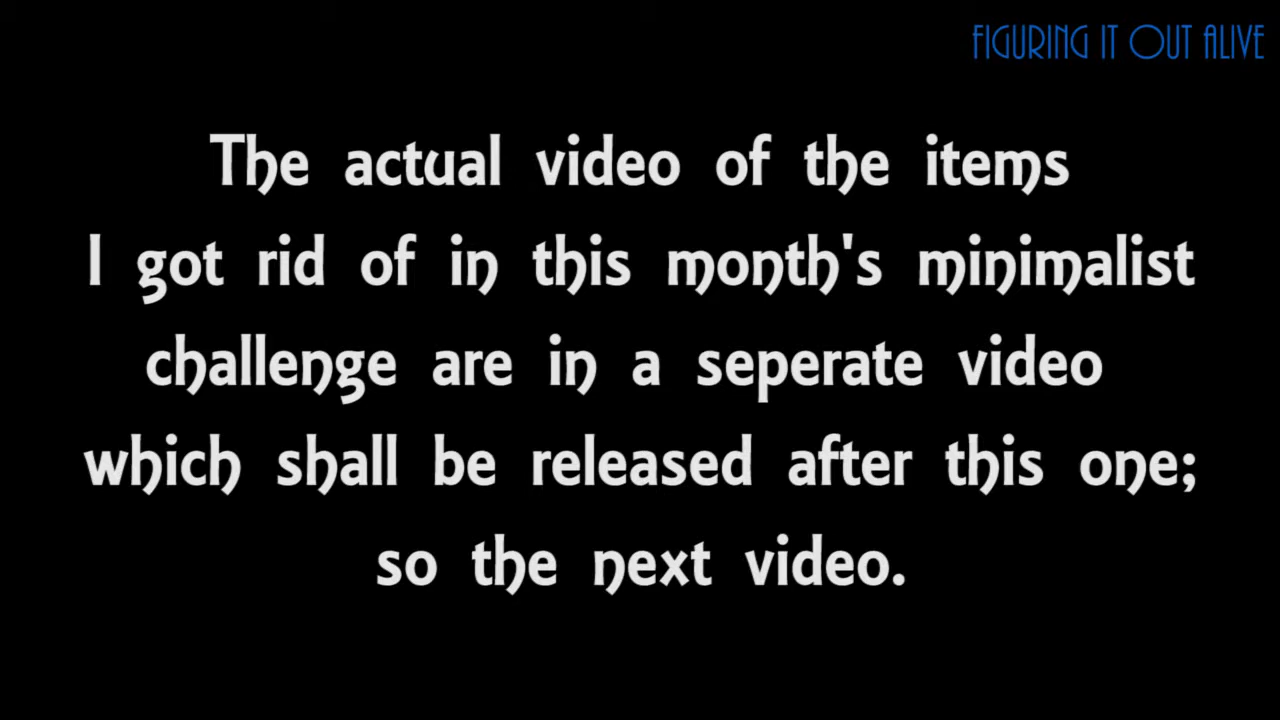 FIGURING IT OUT ALIVE
The actual video of the items
I got rid of in this month's minimalist
challenge are in a seperate video
which shall be released after this one;
so the next video.